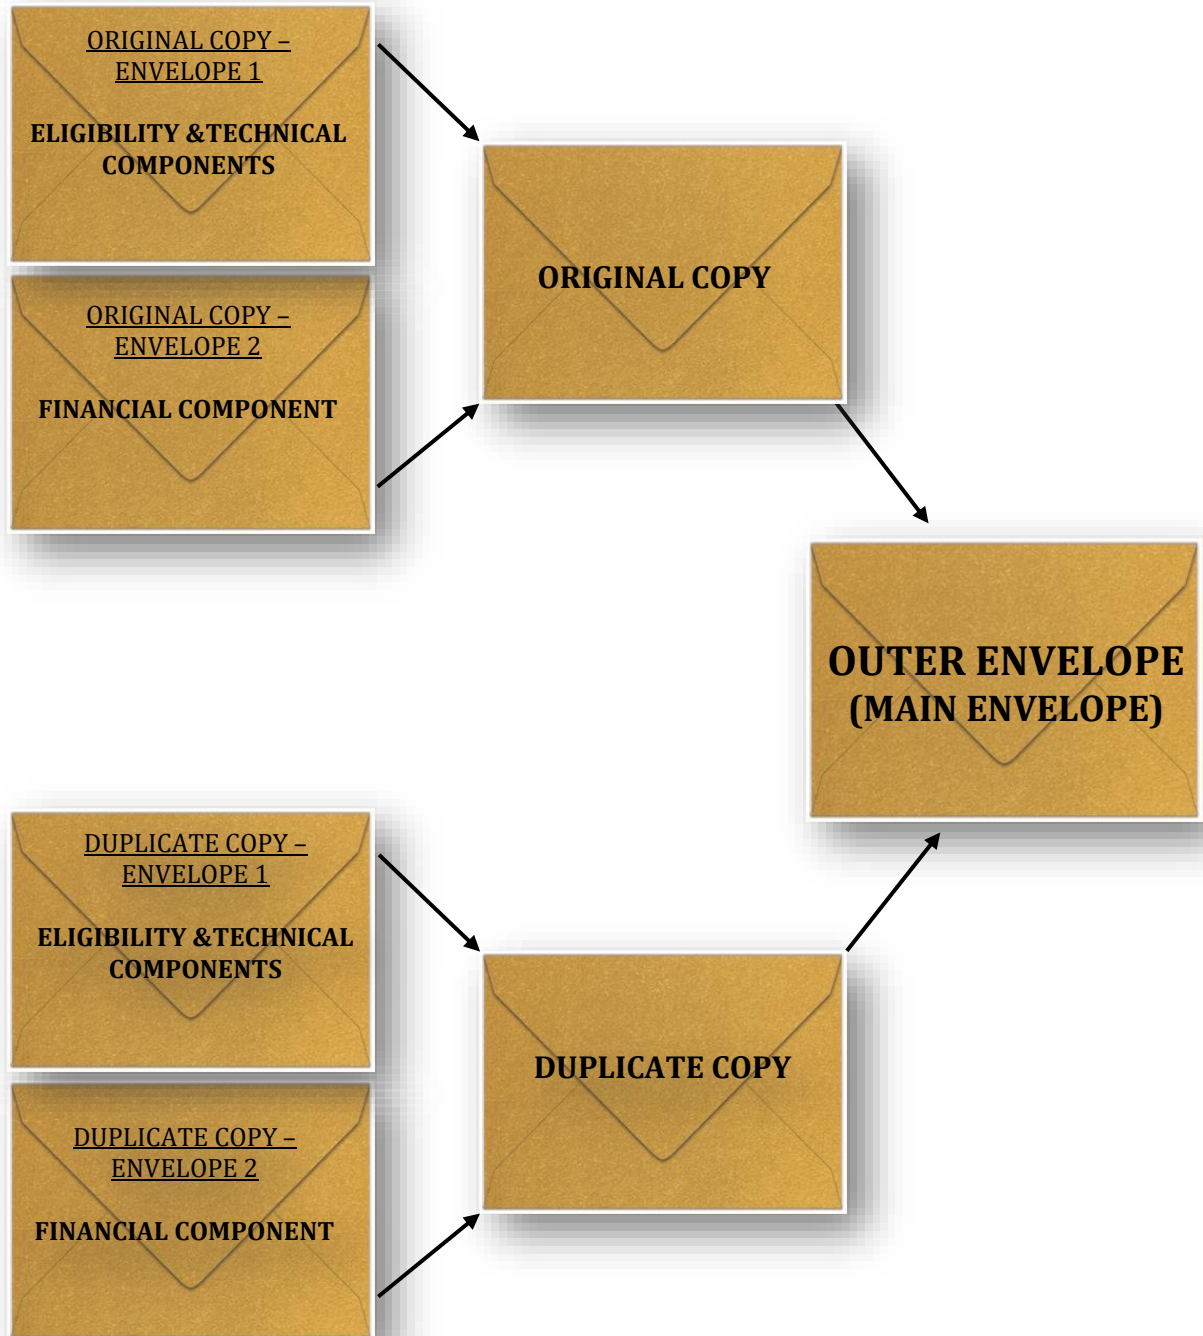 ORIGINAL COPY –
ENVELOPE 1
ELIGIBILITY &TECHNICAL
COMPONENTS
ORIGINAL COPY –
ENVELOPE 2
FINANCIAL COMPONENT
ORIGINAL COPY
OUTER ENVELOPE
(MAIN ENVELOPE)
DUPLICATE COPY –
ENVELOPE 1
ELIGIBILITY &TECHNICAL
COMPONENTS
DUPLICATE COPY –
ENVELOPE 2
FINANCIAL COMPONENT
DUPLICATE COPY